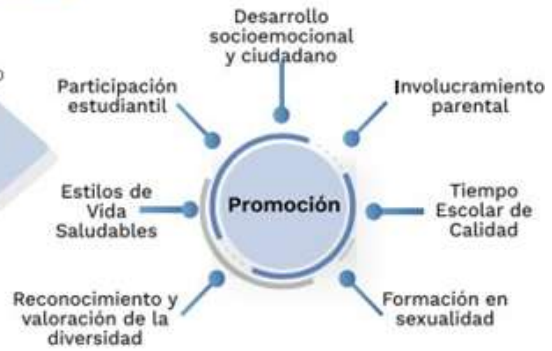 Desarrollo
socioemocional
y ciudadano
Participación
estudiantil
Involucramiento
parental
Estilos de
Vida
Saludables
Promoción
Tiempo
Escolar de
Calidad
Reconocimiento y
valoración de la
diversidad
Formación en
sexualidad